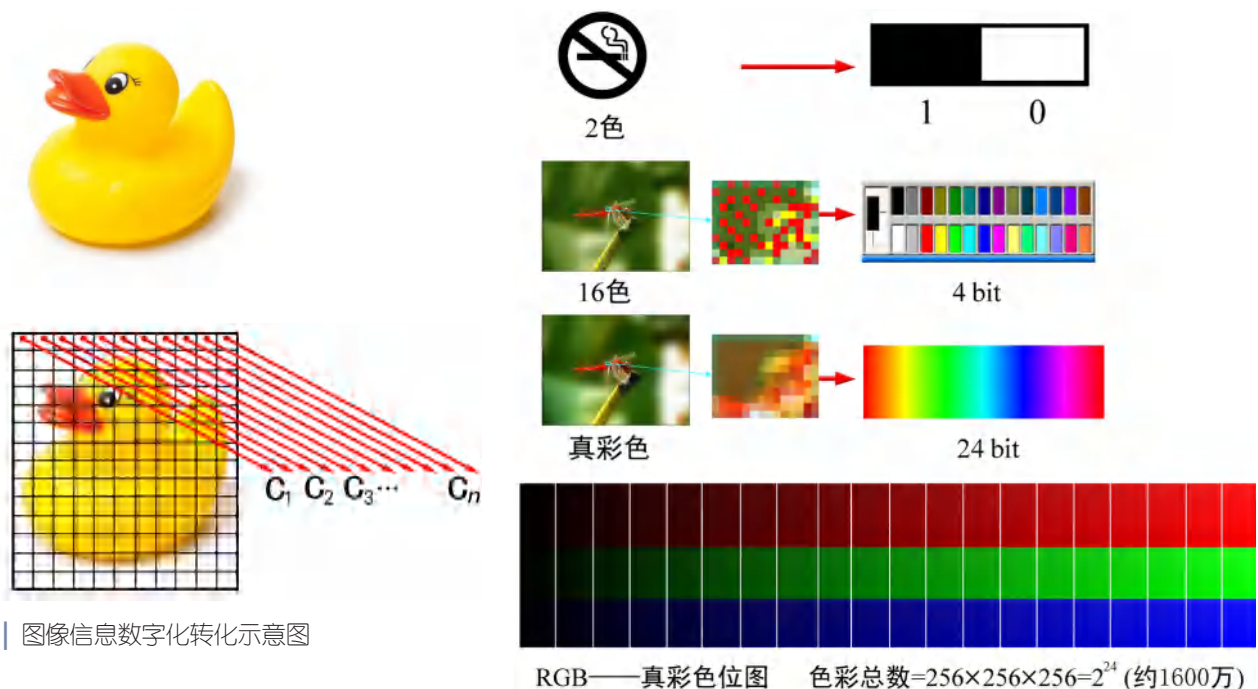 C₁ C₂ C₃… Cₙ
图像信息数字化转化示意图
1 0
2色
16色
4 bit
真彩色
24 bit
RGB——真彩色位图 色彩总数=256×256×256=2²⁴ (约1600万)